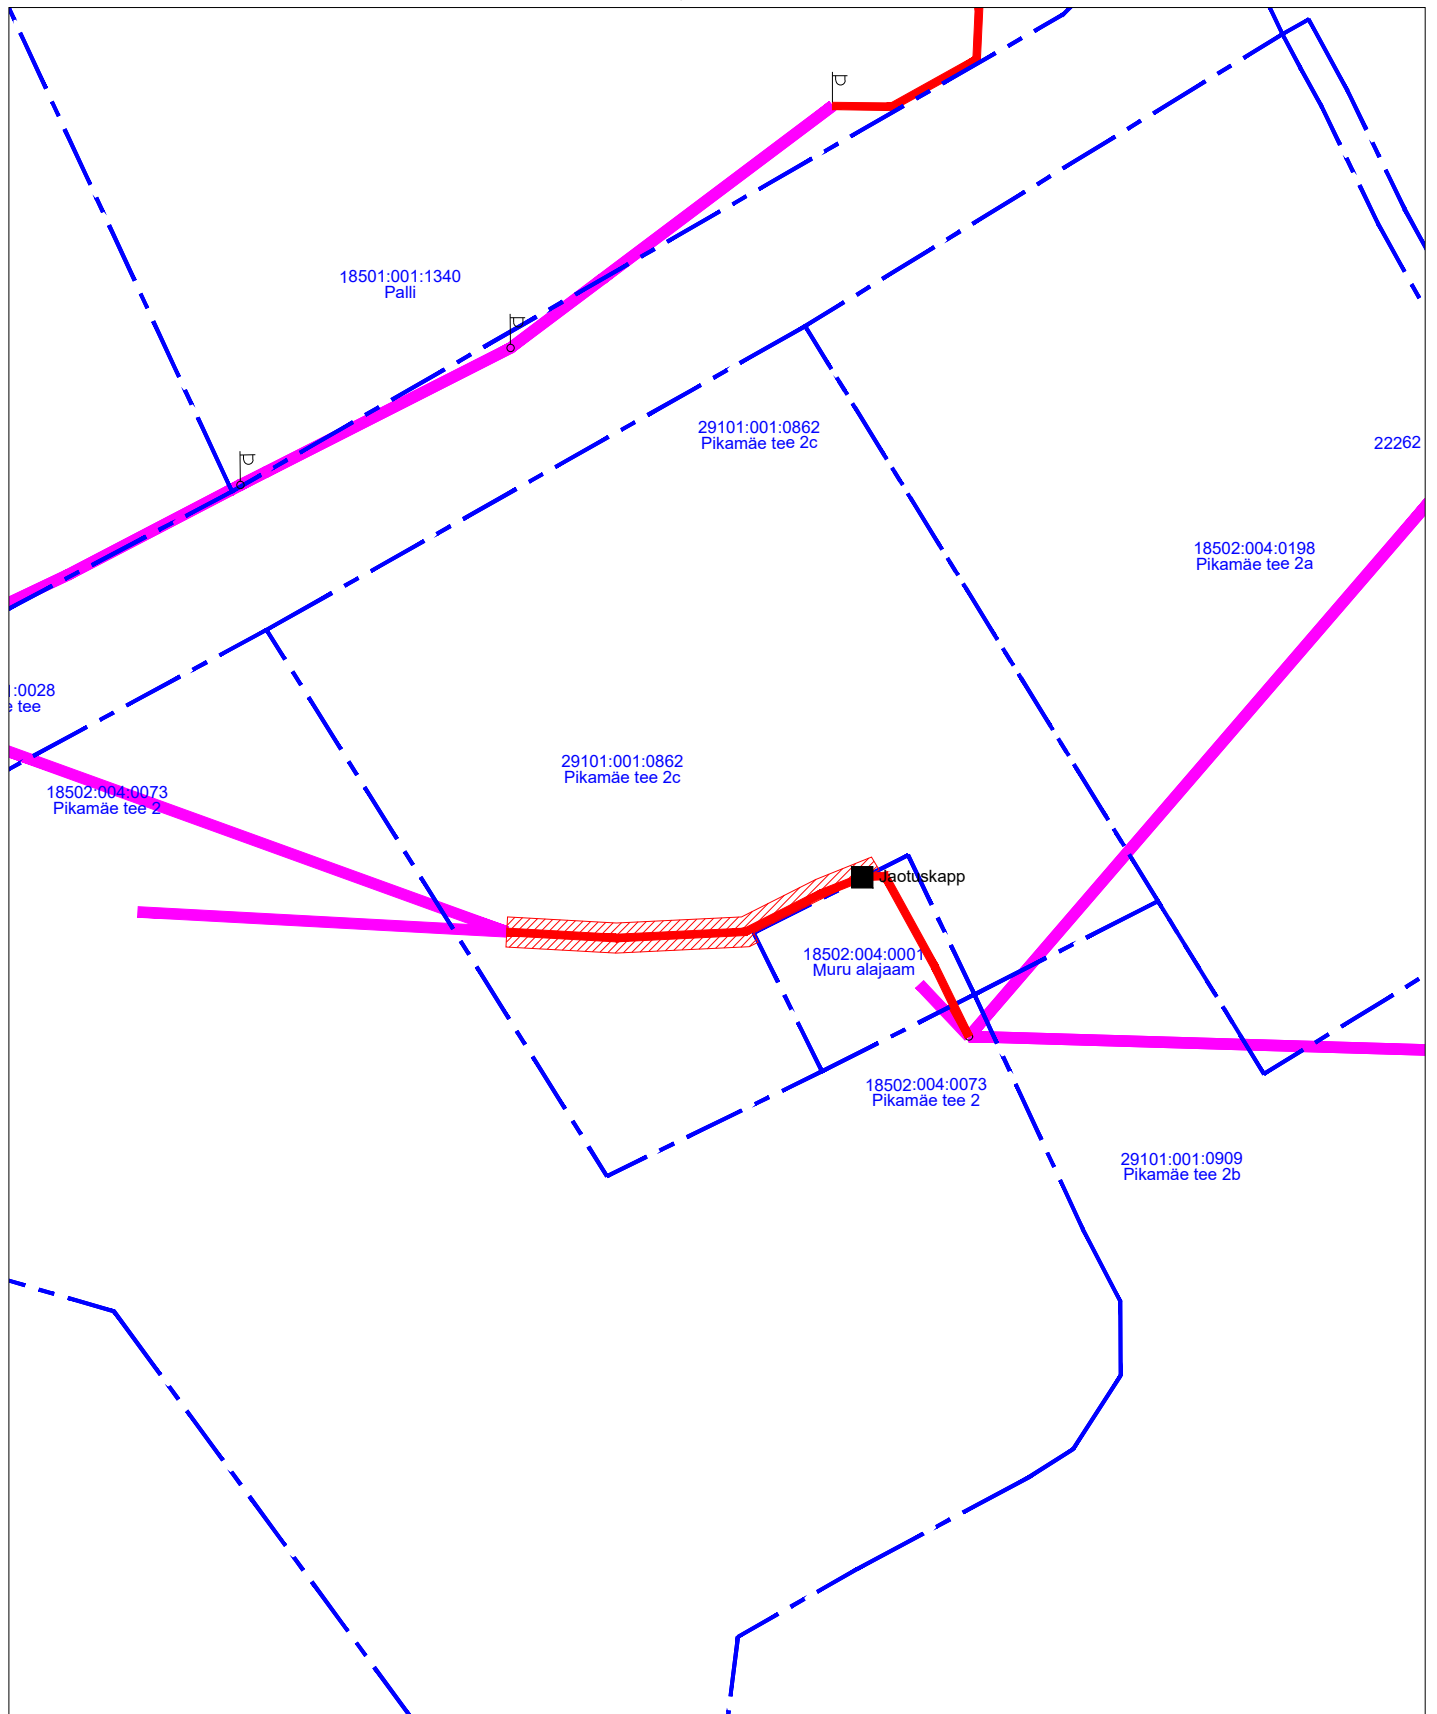 18501:001:1340
Palli
29101:001:0862
Pikamäe tee 2c
22262
18502:004:0198
Pikamäe tee 2a
:0028
e tee
29101:001:0862
Pikamäe tee 2c
18502:004:0073
Pikamäe tee 2
Jaotuskapp
18502:004:0001
Muru alajaam
18502:004:0073
Pikamäe tee 2
29101:001:0909
Pikamäe tee 2b